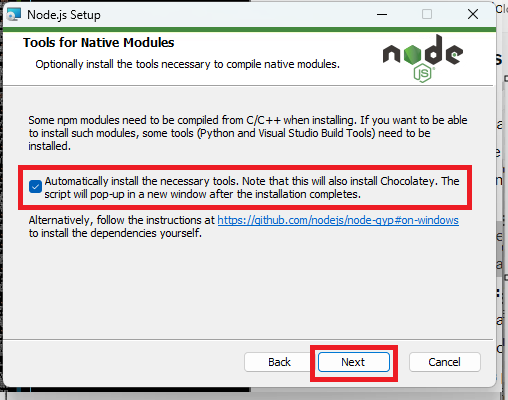 Node.js Setup
Tools for Native Modules
Optionally install the tools necessary to compile native modules.
node
JS
Some npm modules need to be compiled from C/C++ when installing. If you want to be able
to install such modules, some tools (Python and Visual Studio Build Tools) need to be
installed.
Automatically install the necessary tools. Note that this will also install Chocolatey. The
script will pop-up in a new window after the installation completes.
Alternatively, follow the instructions at https://github.com/nodejs/node-gyp#on-windows
to install the dependencies yourself.
Back
Next
Cancel